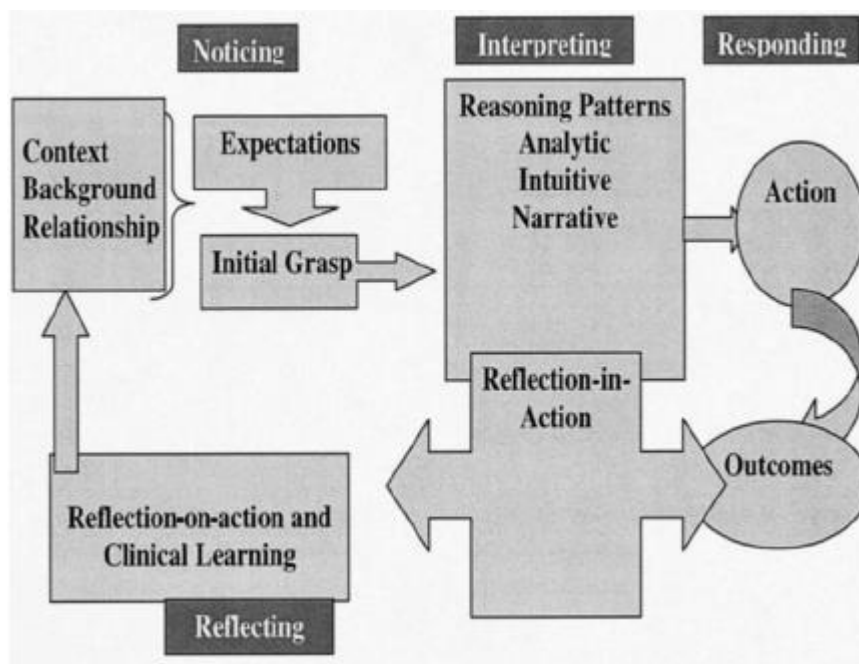 Noticing
Interpreting
Responding
Context
Background
Relationship
Expectations
Initial Grasp
Reasoning Patterns
Analytic
Intuitive
Narrative
Action
Reflection-in-
Action
Outcomes
Reflection-on-action and
Clinical Learning
Reflecting